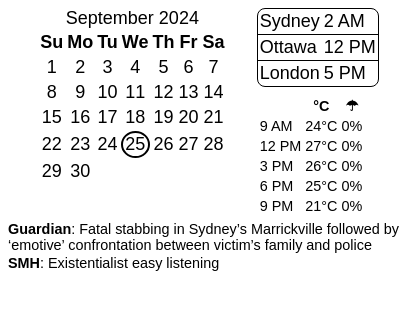 September 2024
Su Mo Tu We Th Fr Sa
1 2 3 4 5 6 7
8 9 10 11 12 13 14
15 16 17 18 19 20 21
22 23 24 25 26 27 28
29 30
Sydney 2 AM
Ottawa 12 PM
London 5 PM
°C ☂
9 AM 24°C 0%
12 PM 27°C 0%
3 PM 26°C 0%
6 PM 25°C 0%
9 PM 21°C 0%
Guardian: Fatal stabbing in Sydney’s Marrickville followed by
‘emotive’ confrontation between victim’s family and police
SMH: Existentialist easy listening